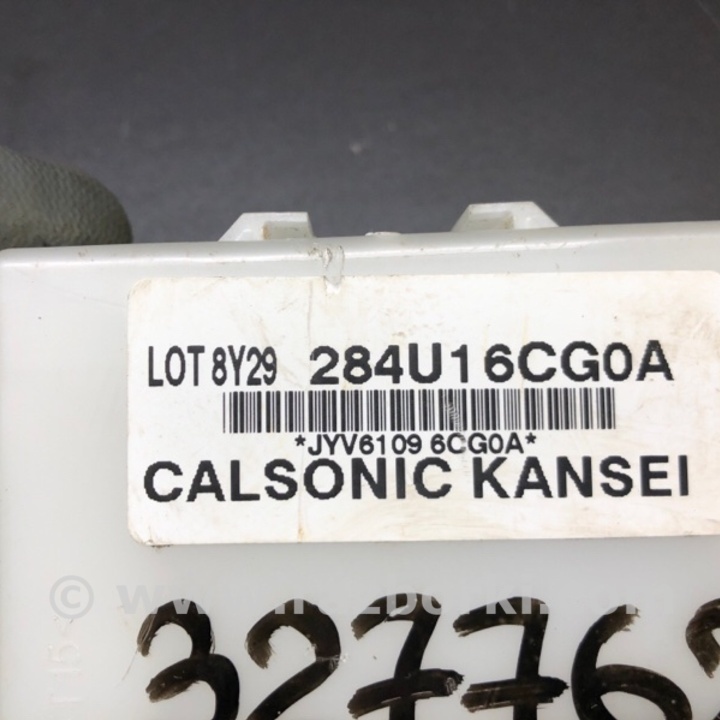 LOT 8Y29 284U16CG0A
*JYV6109 6CG0A*
CALSONIC KANSEI